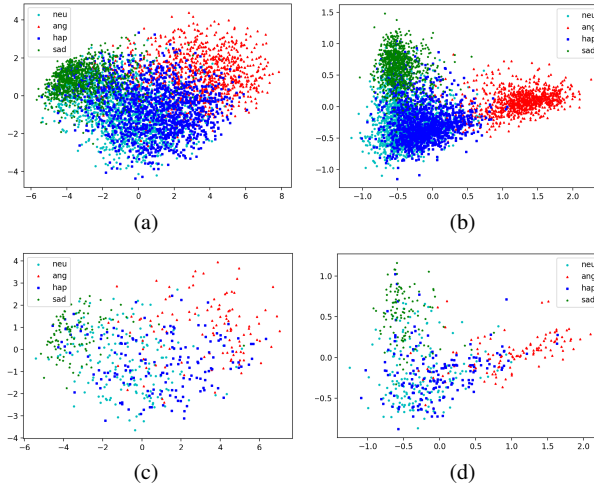 neu
ang
hap
sad
4
2
0
−2
−4
−6 −4 −2 0 2 4 6 8
(a)
neu
ang
hap
sad
1.5
1.0
0.5
0.0
−0.5
−1.0
−1.0 −0.5 0.0 0.5 1.0 1.5 2.0
(b)
neu
ang
hap
sad
4
3
2
1
0
−1
−2
−3
−4
−6 −4 −2 0 2 4 6
(c)
neu
ang
hap
sad
1.0
0.5
0.0
−0.5
−1.0 −0.5 0.0 0.5 1.0 1.5 2.0
(d)